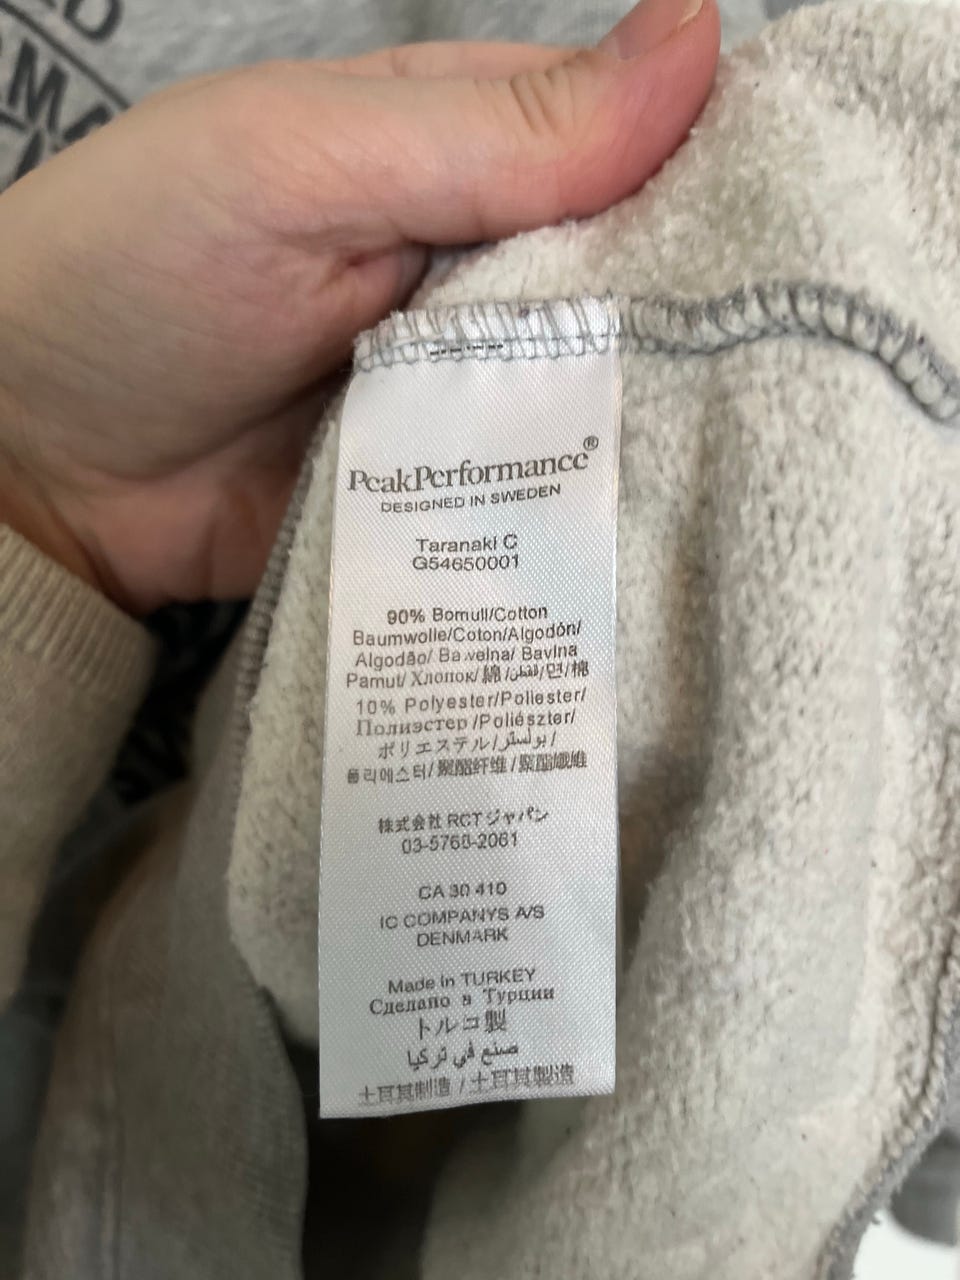 PeakPerformance®
DESIGNED IN SWEDEN
Taranaki C
G54650001
90% Bomull/Cotton
Baumwolle/Coton/Algodón/
Algodão/ Bavelna/ Bavlna
Pamut/ Хлопок/ 綿 /قطن/면/棉
10% Polyester/Poliester/
Полиэстер /Poliészter/
ポリエステル/بولستر/
폴리에스터/聚酯纤维/聚酯纖維
株式会社 RCTジャパン
03-5768-2061
CA 30 410
IC COMPANYS A/S
DENMARK
Made in TURKEY
Сделано в Турции
トルコ製
صنع في تركيا
土耳其制造 / 土耳其製造